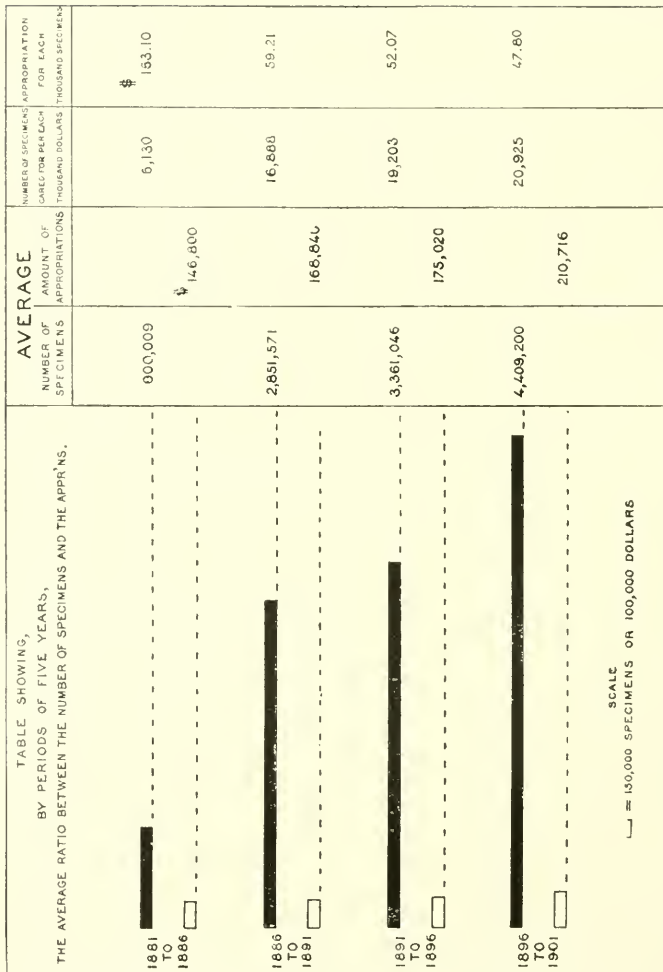 TABLE SHOWING,
BY PERIODS OF FIVE YEARS,
THE AVERAGE RATIO BETWEEN THE NUMBER OF SPECIMENS AND THE APPR'NS.
AVERAGE
NUMBER OF
SPECIMENS
AMOUNT OF
APPROPRIATIONS
NUMBER OF SPECIMENS
CARED FOR PER EACH
THOUSAND DOLLARS
APPROPRIATION
FOR EACH
THOUSAND SPECIMENS
1881
TO
1886
$ 146,800
6,130
$ 163.10
1886
TO
1891
2,851,571
168,840
16,888
59.21
1891
TO
1896
3,361,046
175,020
19,203
52.07
1896
TO
1901
4,409,200
210,716
20,925
47.80
SCALE
= 150,000 SPECIMENS OR 100,000 DOLLARS